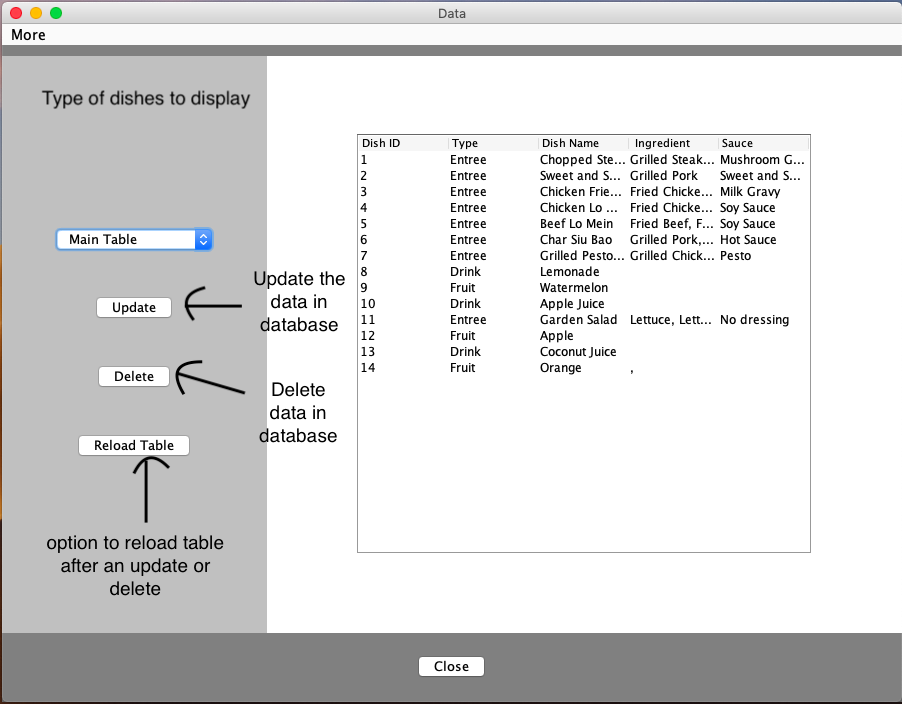 Data
More
Type of dishes to display
Main Table
Update
Update the
data in
database
Delete
Delete
data in
database
Reload Table
option to reload table
after an update or
delete
Dish ID Type Dish Name Ingredient Sauce
1 Entree Chopped Ste... Grilled Steak... Mushroom G...
2 Entree Sweet and S... Grilled Pork Sweet and S...
3 Entree Chicken Frie... Fried Chicke... Milk Gravy
4 Entree Chicken Lo ... Fried Chicke... Soy Sauce
5 Entree Beef Lo Mein Fried Beef, F... Soy Sauce
6 Entree Char Siu Bao Grilled Pork,... Hot Sauce
7 Entree Grilled Pesto... Grilled Chick... Pesto
8 Drink Lemonade
9 Fruit Watermelon
10 Drink Apple Juice
11 Entree Garden Salad Lettuce, Lett... No dressing
12 Fruit Apple
13 Drink Coconut Juice
14 Fruit Orange ,
Close